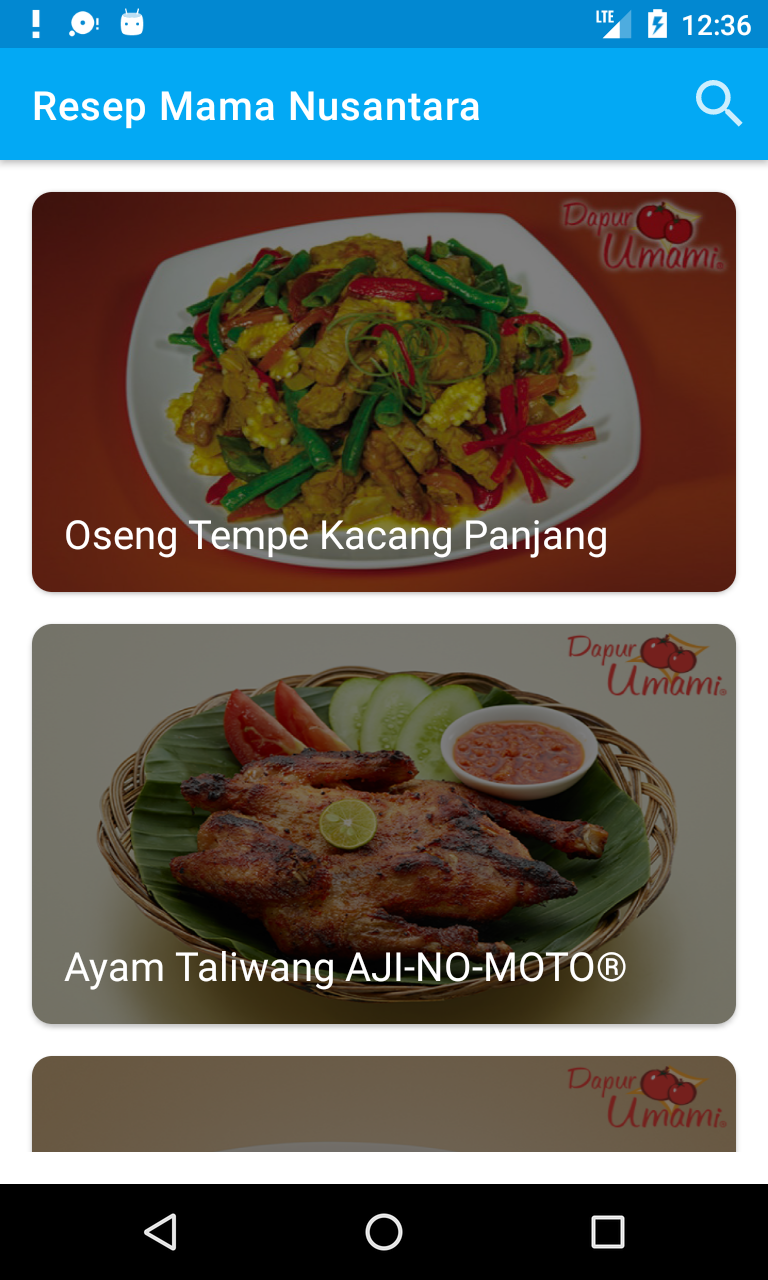 LTE 12:36
Resep Mama Nusantara
Dapur
Umami
Oseng Tempe Kacang Panjang
Dapur
Umami
Ayam Taliwang AJI-NO-MOTO®
Dapur
Umami